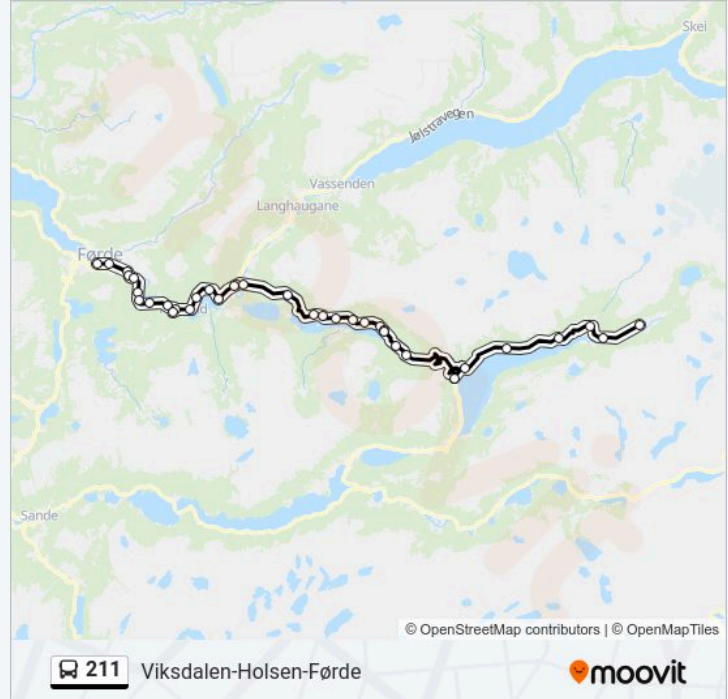 Skei
Jølstravegen
Vassenden
Langhaugane
Førde
Sande
© OpenStreetMap contributors | © OpenMapTiles
211 Viksdalen-Holsen-Førde
moovit